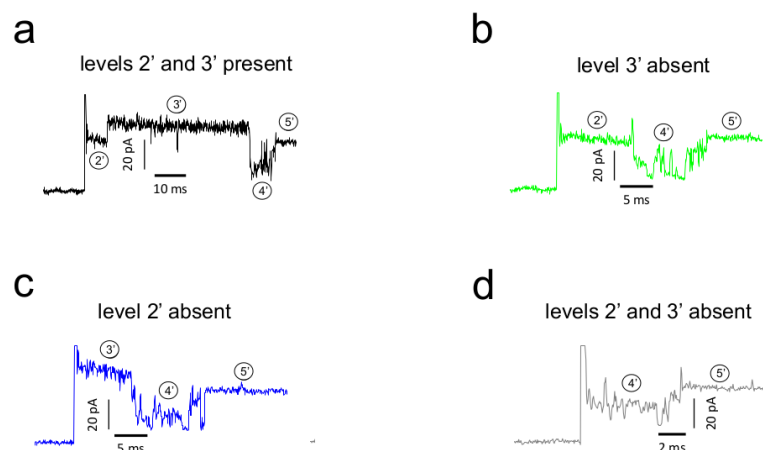 a
levels 2’ and 3’ present
3’
5’
2’
20 pA
10 ms
4’
b
level 3’ absent
2’
4’
5’
20 pA
5 ms
c
level 2’ absent
3’
4’
5’
20 pA
5 ms
d
levels 2’ and 3’ absent
4’
5’
20 pA
2 ms